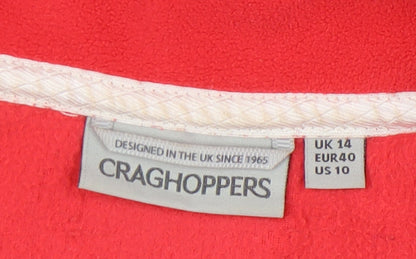 DESIGNED IN THE UK SINCE 1965
CRAGHOPPERS
UK 14
EUR40
US 10